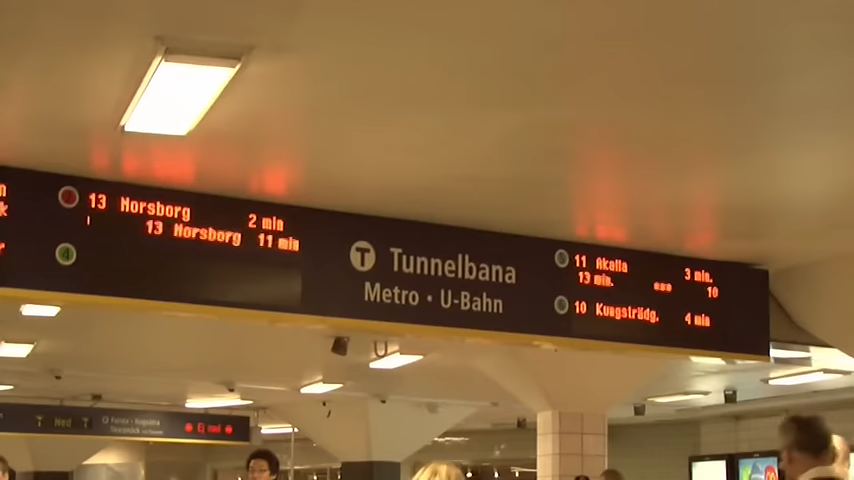 13 Norsborg 2 min
13 Norsborg 11 min
4
T Tunnelbana
Metro • U-Bahn
11 Akalla 3 min.
13 min. *** 10
10 Kungsträdg. 4 min
U
T Ned T
* Ej ned *